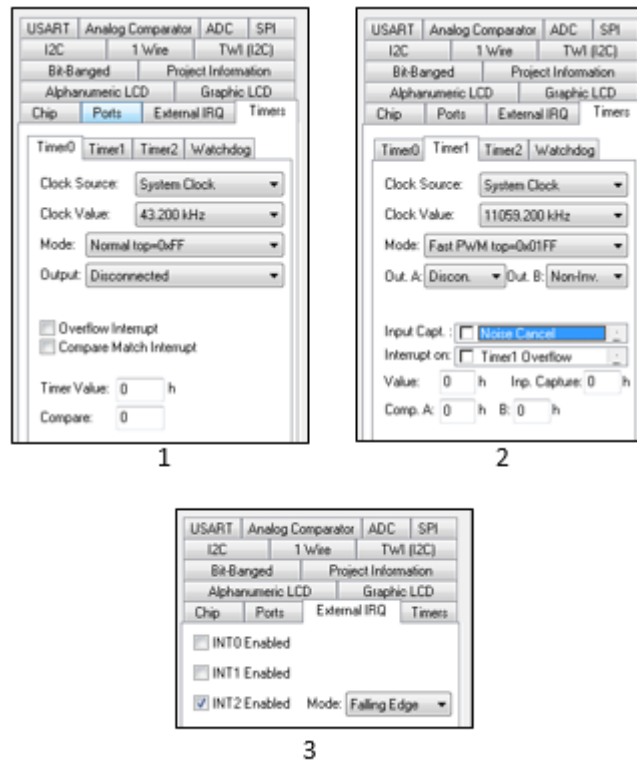 USART Analog Comparator ADC SPI
I2C 1 Wire TWI (I2C)
Bit-Banged Project Information
Alphanumeric LCD Graphic LCD
Chip Ports External IRQ Timers
Timer0 Timer1 Timer2 Watchdog
Clock Source: System Clock
Clock Value: 43.200 kHz
Mode: Normal top=0xFF
Output: Disconnected
Overflow Interrupt
Compare Match Interrupt
Timer Value: 0 h
Compare: 0
1
USART Analog Comparator ADC SPI
I2C 1 Wire TWI (I2C)
Bit-Banged Project Information
Alphanumeric LCD Graphic LCD
Chip Ports External IRQ Timers
Timer0 Timer1 Timer2 Watchdog
Clock Source: System Clock
Clock Value: 11059.200 kHz
Mode: Fast PWM top=0x01FF
Out. A: Discon. Out. B: Non-Inv.
Input Capt. : Noise Cancel
Interrupt on: Timer1 Overflow
Value: 0 h Inp. Capture: 0 h
Comp. A: 0 h B: 0 h
2
USART Analog Comparator ADC SPI
I2C 1 Wire TWI (I2C)
Bit-Banged Project Information
Alphanumeric LCD Graphic LCD
Chip Ports External IRQ Timers
INT0 Enabled
INT1 Enabled
INT2 Enabled Mode: Falling Edge
3